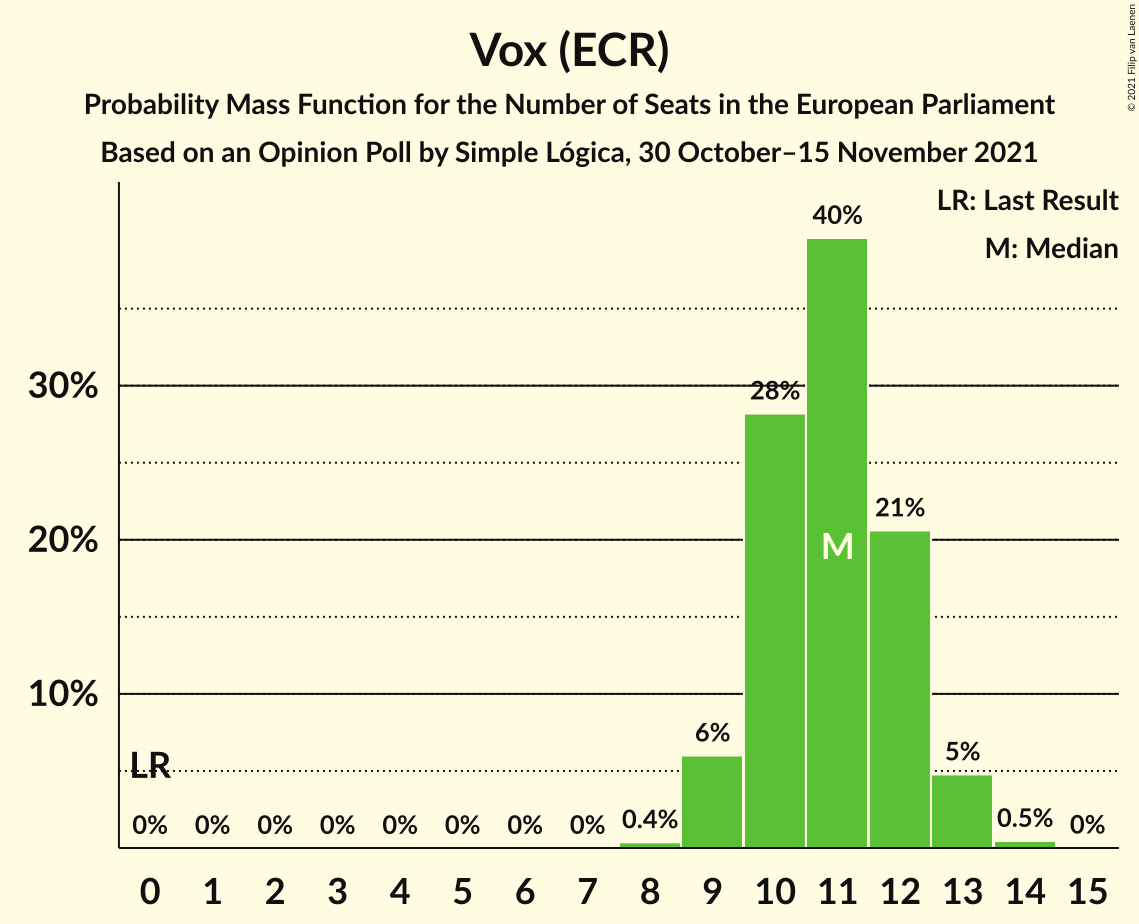 Vox (ECR)
Probability Mass Function for the Number of Seats in the European Parliament
Based on an Opinion Poll by Simple Lógica, 30 October–15 November 2021
© 2021 Filip van Laenen
LR: Last Result
M: Median
40%
30%
28%
21%
20%
M
10%
6%
5%
LR
0% 0% 0% 0% 0% 0% 0% 0% 0.4% 0.5% 0%
0 1 2 3 4 5 6 7 8 9 10 11 12 13 14 15